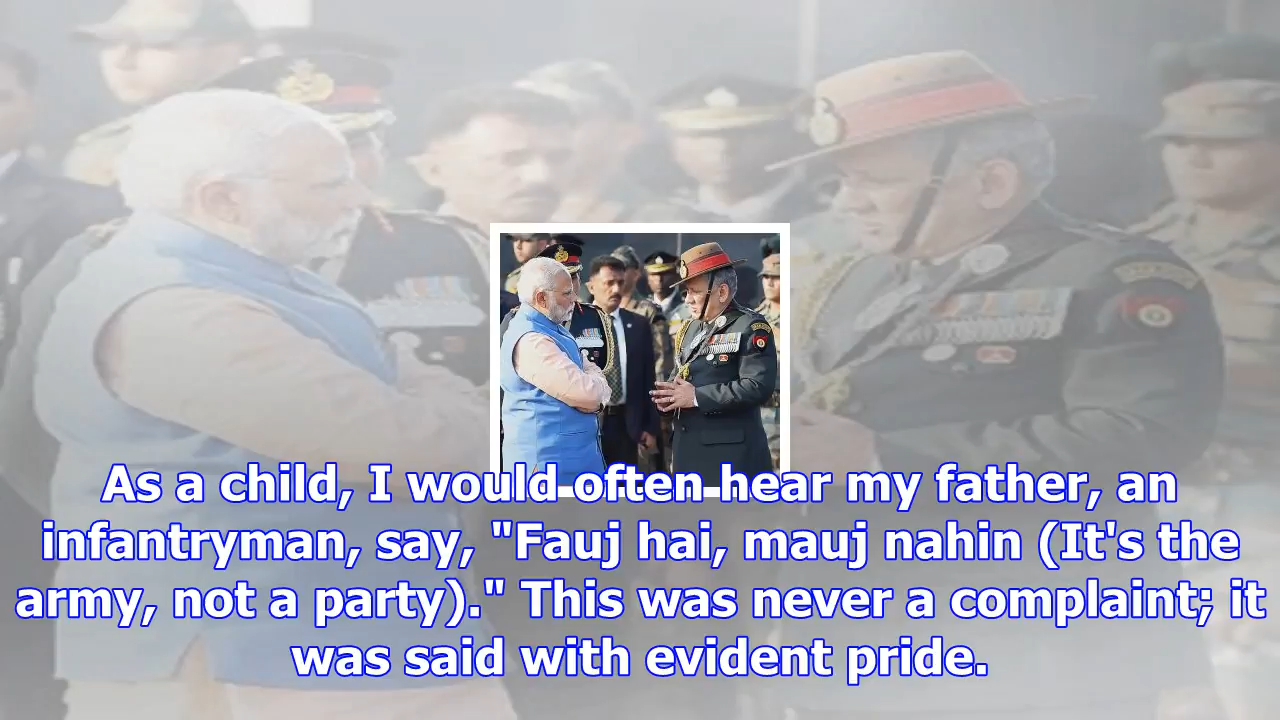 As a child, I would often hear my father, an
infantryman, say, "Fauj hai, mauj nahin (It's the
army, not a party)." This was never a complaint; it
was said with evident pride.